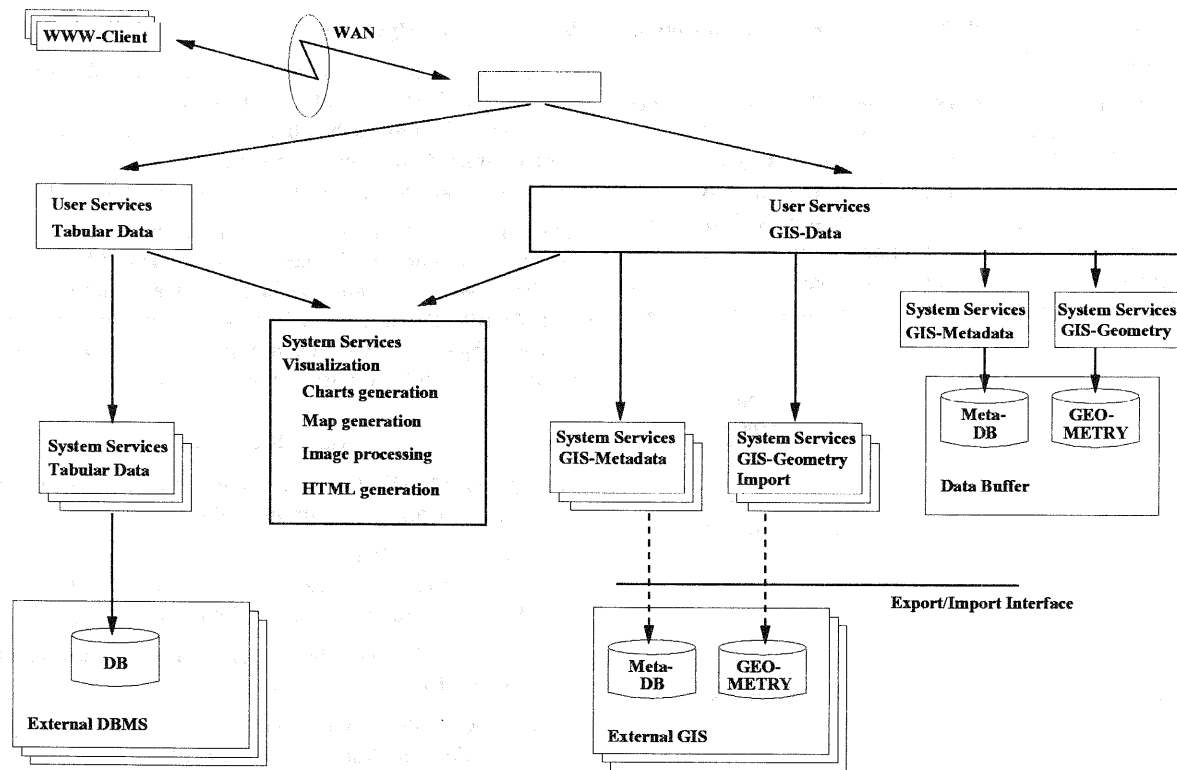 WWW-Client
WAN
User Services
Tabular Data
User Services
GIS-Data
System Services
Visualization
Charts generation
Map generation
Image processing
HTML generation
System Services
GIS-Metadata
System Services
GIS-Geometry
Meta-
DB
GEO-
METRY
Data Buffer
System Services
Tabular Data
System Services
GIS-Metadata
System Services
GIS-Geometry
Import
Export/Import Interface
DB
External DBMS
Meta-
DB
GEO-
METRY
External GIS